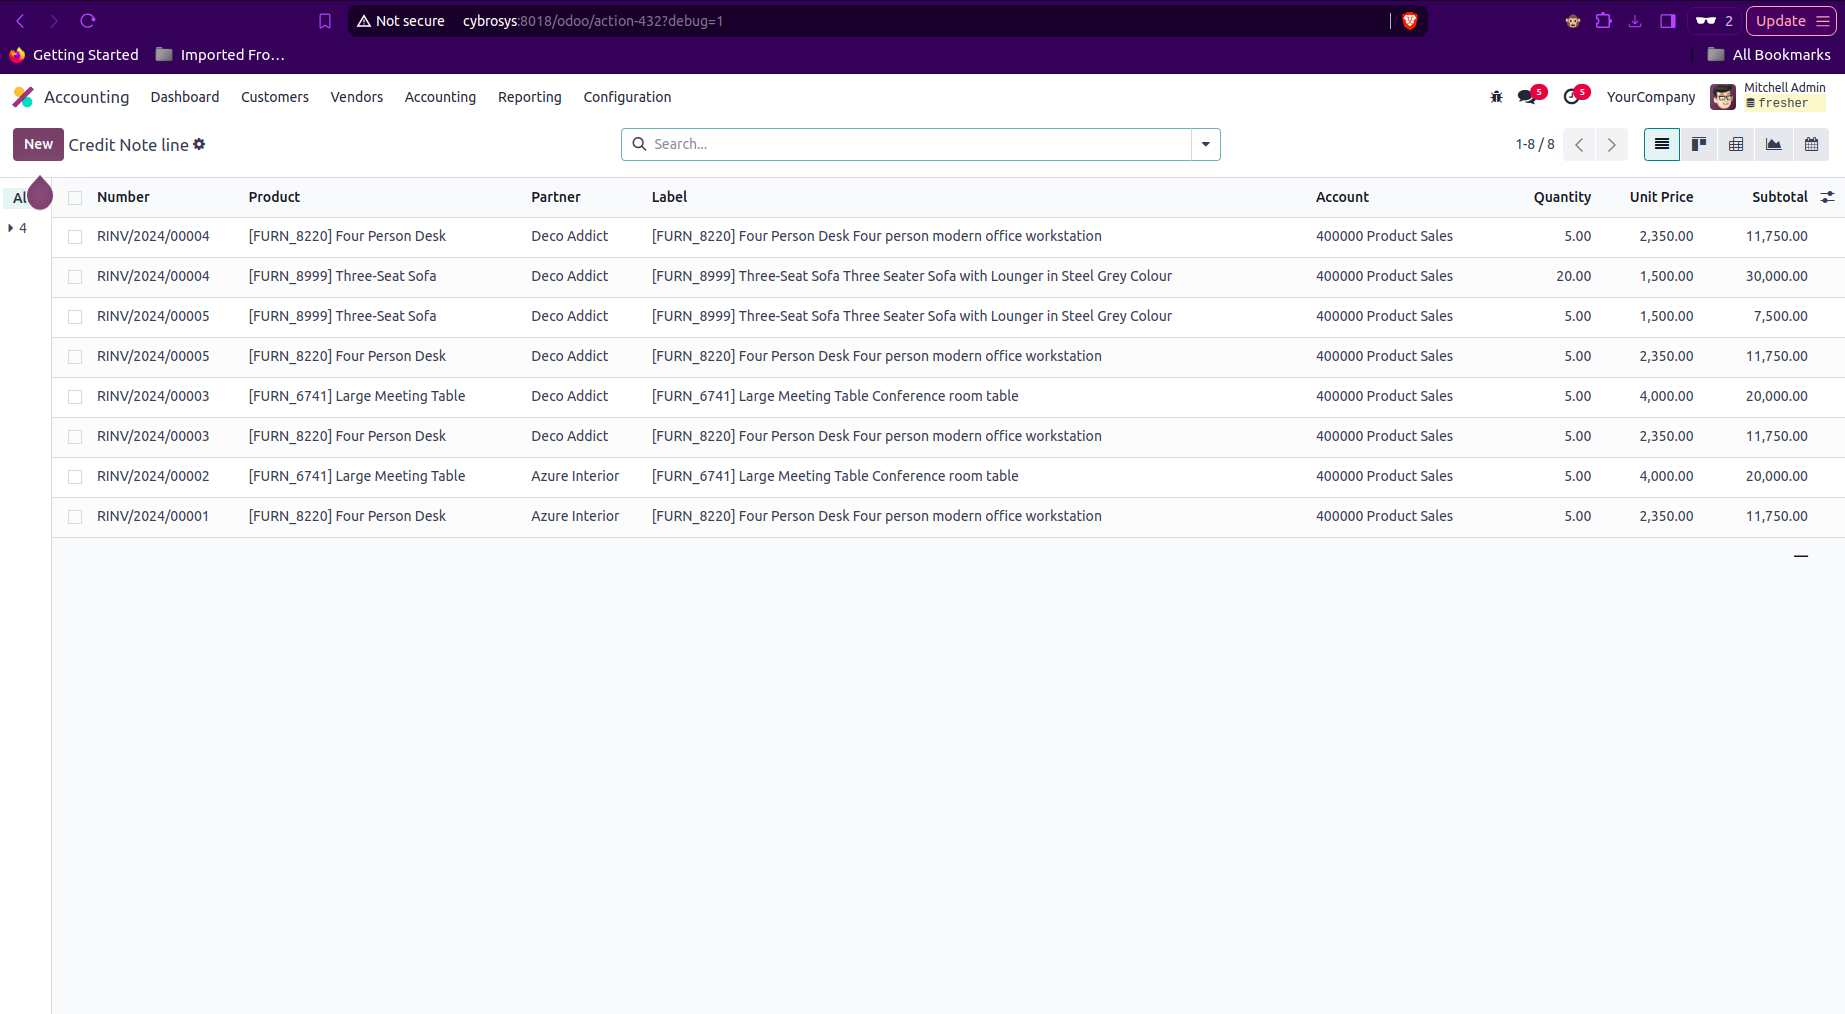 Not secure cybrosys:8018/odoo/action-432?debug=1 2 Update
Getting Started Imported Fro... All Bookmarks
Accounting Dashboard Customers Vendors Accounting Reporting Configuration 5 5 YourCompany Mitchell Admin
fresher
New Credit Note line Search... 1-8 / 8
Al Number Product Partner Label Account Quantity Unit Price Subtotal
4
RINV/2024/00004 [FURN_8220] Four Person Desk Deco Addict [FURN_8220] Four Person Desk Four person modern office workstation 400000 Product Sales 5.00 2,350.00 11,750.00
RINV/2024/00004 [FURN_8999] Three-Seat Sofa Deco Addict [FURN_8999] Three-Seat Sofa Three Seater Sofa with Lounger in Steel Grey Colour 400000 Product Sales 20.00 1,500.00 30,000.00
RINV/2024/00005 [FURN_8999] Three-Seat Sofa Deco Addict [FURN_8999] Three-Seat Sofa Three Seater Sofa with Lounger in Steel Grey Colour 400000 Product Sales 5.00 1,500.00 7,500.00
RINV/2024/00005 [FURN_8220] Four Person Desk Deco Addict [FURN_8220] Four Person Desk Four person modern office workstation 400000 Product Sales 5.00 2,350.00 11,750.00
RINV/2024/00003 [FURN_6741] Large Meeting Table Deco Addict [FURN_6741] Large Meeting Table Conference room table 400000 Product Sales 5.00 4,000.00 20,000.00
RINV/2024/00003 [FURN_8220] Four Person Desk Deco Addict [FURN_8220] Four Person Desk Four person modern office workstation 400000 Product Sales 5.00 2,350.00 11,750.00
RINV/2024/00002 [FURN_6741] Large Meeting Table Azure Interior [FURN_6741] Large Meeting Table Conference room table 400000 Product Sales 5.00 4,000.00 20,000.00
RINV/2024/00001 [FURN_8220] Four Person Desk Azure Interior [FURN_8220] Four Person Desk Four person modern office workstation 400000 Product Sales 5.00 2,350.00 11,750.00
—